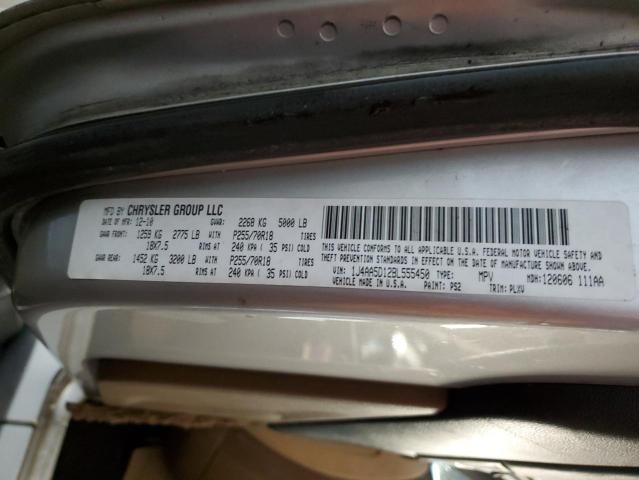 MFD BY CHRYSLER GROUP LLC
DATE OF MFR: 12-10 GVWR: 2268 KG 5000 LB
GAWR FRONT: 1259 KG 2775 LB WITH P255/70R18 TIRES
18X7.5 RIMS AT 240 KPA ( 35 PSI) COLD
GAWR REAR: 1452 KG 3200 LB WITH P255/70R18 TIRES
18X7.5 RIMS AT 240 KPA ( 35 PSI) COLD
THIS VEHICLE CONFORMS TO ALL APPLICABLE U.S.A. FEDERAL MOTOR VEHICLE SAFETY AND
THEFT PREVENTION STANDARDS IN EFFECT ON THE DATE OF MANUFACTURE SHOWN ABOVE.
VIN: 1J4AA5D12BL555450 TYPE: MPV MDH:120606 111AA
VEHICLE MADE IN: U.S.A. PAINT: PS2 TRIM: PLXV